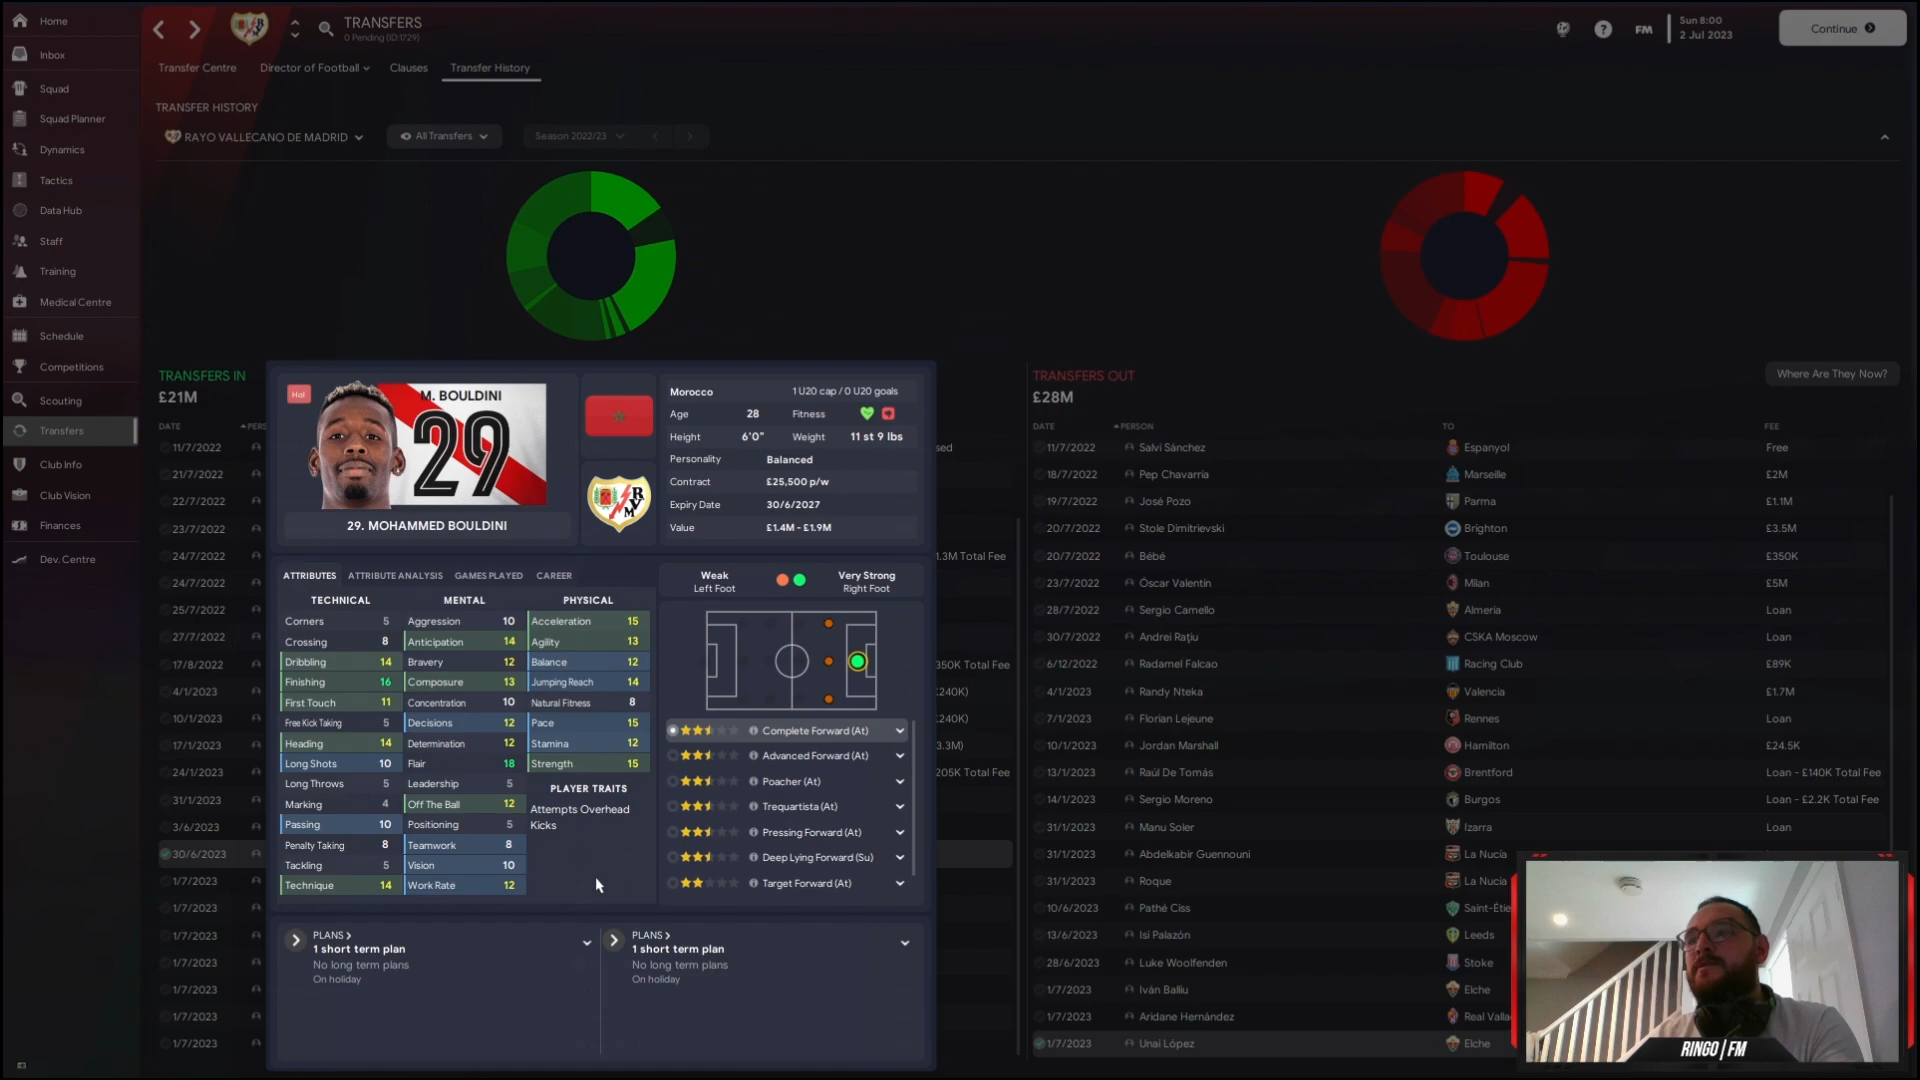 Home
Inbox
Squad
Squad Planner
Dynamics
Tactics
Data Hub
Staff
Training
Medical Centre
Schedule
Competitions
Scouting
Transfers
Club Info
Club Vision
Finances
Dev. Centre
TRANSFERS
0 Pending (ID:1729)
FM
Sun 8:00
2 Jul 2023
Continue
Transfer Centre Director of Football Clauses Transfer History
TRANSFER HISTORY
RAYO VALLECANO DE MADRID All Transfers Season 2022/23
TRANSFERS IN
£21M
DATE PERS
11/7/2022 sed
21/7/2022
22/7/2022
23/7/2022
24/7/2022 1.3M Total Fee
24/7/2022
25/7/2022
27/7/2022
17/8/2022 350K Total Fee
4/1/2023 £240K)
10/1/2023 £240K)
17/1/2023 £3.3M)
24/1/2023 205K Total Fee
31/1/2023
3/6/2023
30/6/2023
1/7/2023
1/7/2023
1/7/2023
1/7/2023
1/7/2023
1/7/2023
1/7/2023
Hol
M. BOULDINI
29
29. MOHAMMED BOULDINI
RVM
Morocco 1 U20 cap / 0 U20 goals
Age 28 Fitness
Height 6'0" Weight 11 st 9 lbs
Personality Balanced
Contract £25,500 p/w
Expiry Date 30/6/2027
Value £1.4M - £1.9M
ATTRIBUTES ATTRIBUTE ANALYSIS GAMES PLAYED CAREER
TECHNICAL MENTAL PHYSICAL
Corners 5 Aggression 10 Acceleration 15
Crossing 8 Anticipation 14 Agility 13
Dribbling 14 Bravery 12 Balance 12
Finishing 16 Composure 13 Jumping Reach 14
First Touch 11 Concentration 10 Natural Fitness 8
Free Kick Taking 5 Decisions 12 Pace 15
Heading 14 Determination 12 Stamina 12
Long Shots 10 Flair 18 Strength 15
Long Throws 5 Leadership 5
Marking 4 Off The Ball 12
Passing 10 Positioning 5
Penalty Taking 8 Teamwork 8
Tackling 5 Vision 10
Technique 14 Work Rate 12
PLAYER TRAITS
Attempts Overhead
Kicks
Weak Very Strong
Left Foot Right Foot
Complete Forward (At)
Advanced Forward (At)
Poacher (At)
Trequartista (At)
Pressing Forward (At)
Deep Lying Forward (Su)
Target Forward (At)
PLANS
1 short term plan
No long term plans
On holiday
PLANS
1 short term plan
No long term plans
On holiday
TRANSFERS OUT
£28M
Where Are They Now?
DATE PERSON TO FEE
11/7/2022 Salvi Sánchez Espanyol Free
18/7/2022 Pep Chavarria Marseille £2M
19/7/2022 José Pozo Parma £1.1M
20/7/2022 Stole Dimitrievski Brighton £3.5M
20/7/2022 Bébé Toulouse £350K
23/7/2022 Óscar Valentín Milan £5M
28/7/2022 Sergio Camello Almería Loan
30/7/2022 Andrei Rațiu CSKA Moscow Loan
6/12/2022 Radamel Falcao Racing Club £89K
4/1/2023 Randy Nteka Valencia £1.7M
7/1/2023 Florian Lejeune Rennes Loan
10/1/2023 Jordan Marshall Hamilton £24.5K
13/1/2023 Raúl De Tomás Brentford Loan - £140K Total Fee
14/1/2023 Sergio Moreno Burgos Loan - £2.2K Total Fee
31/1/2023 Manu Soler Izarra Loan
31/1/2023 Abdelkabir Guennouni La Nucía
31/1/2023 Roque La Nucía
10/6/2023 Pathé Ciss Saint-Étie
13/6/2023 Isi Palazón Leeds
28/6/2023 Luke Woolfenden Stoke
1/7/2023 Iván Balliu Elche
1/7/2023 Aridane Hernández Real Valla
1/7/2023 Unai López Elche
RINGO|FM